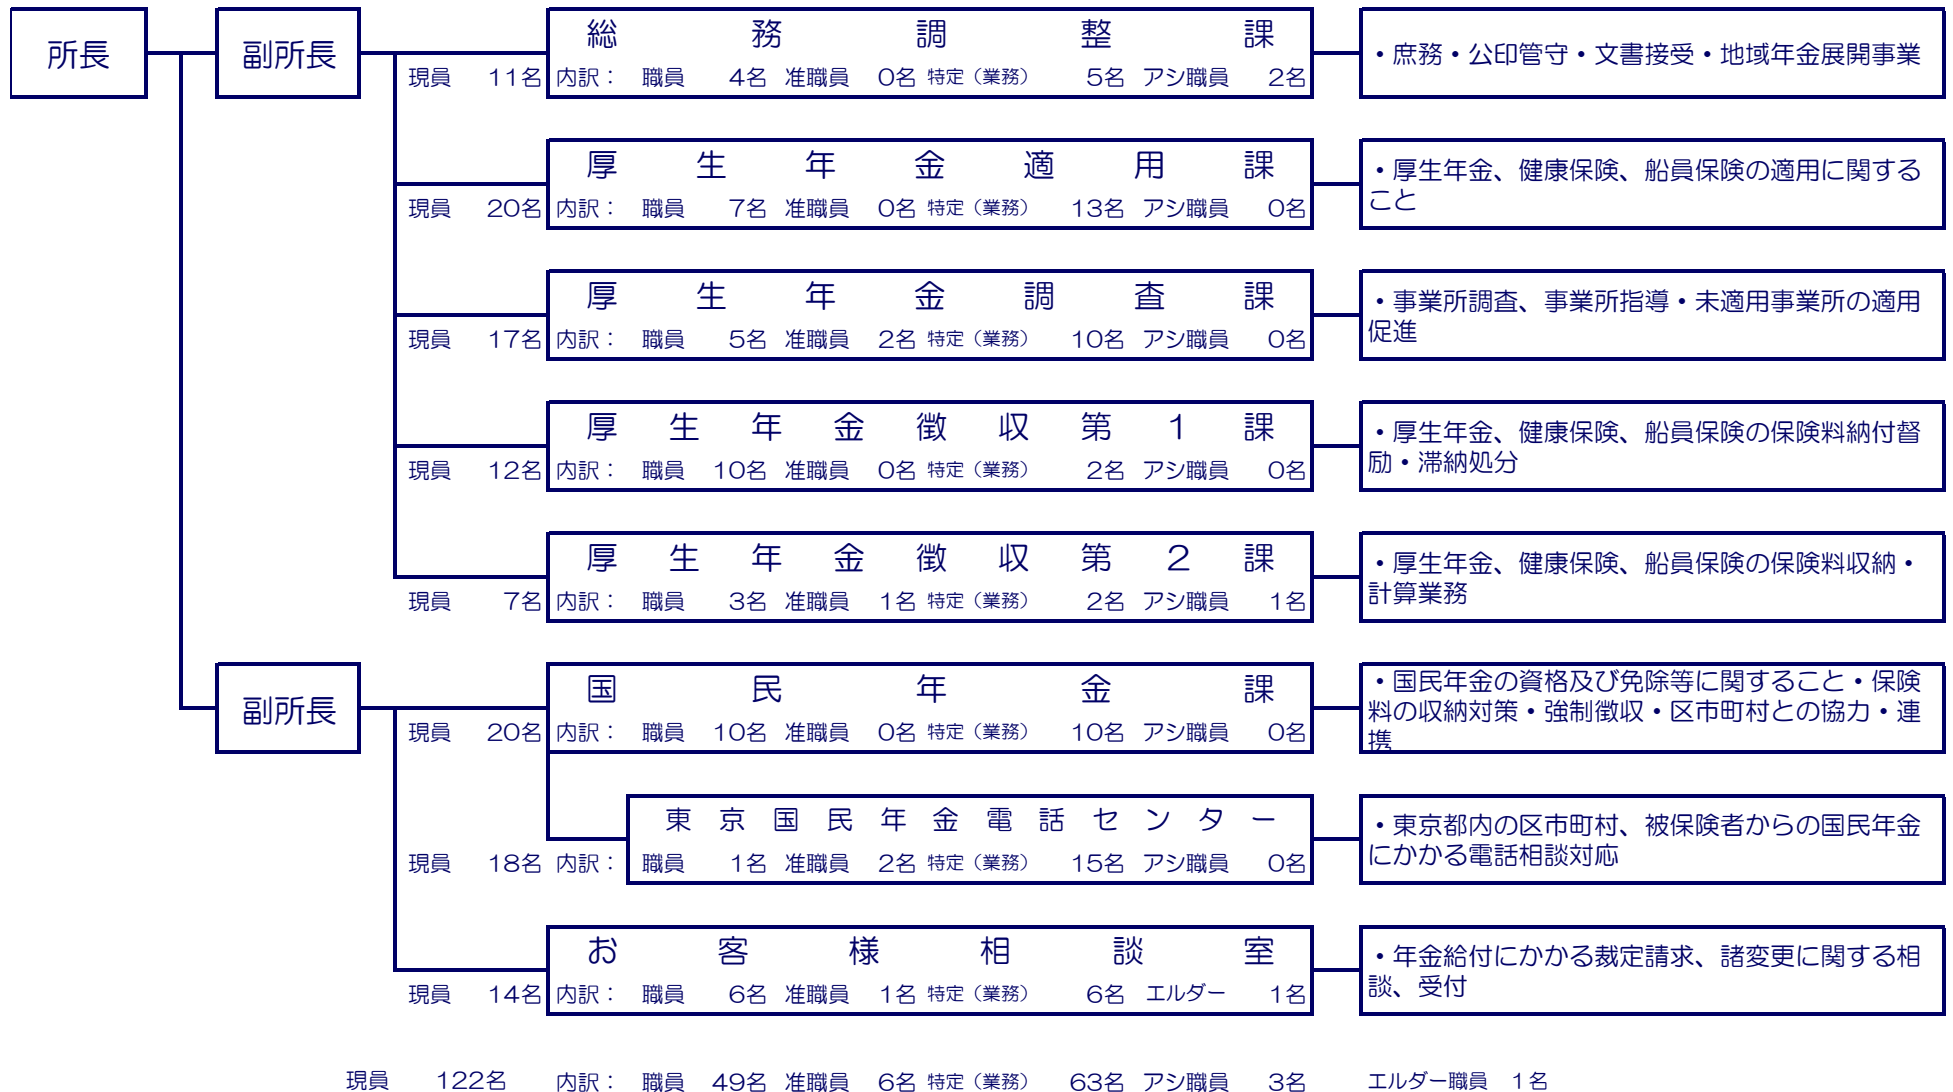 所長
副所長
総務調整課
現員 11名 内訳： 職員 4名 准職員 0名 特定（業務） 5名 アシ職員 2名
・庶務・公印管守・文書接受・地域年金展開事業
厚生年金適用課
現員 20名 内訳： 職員 7名 准職員 0名 特定（業務） 13名 アシ職員 0名
・厚生年金、健康保険、船員保険の適用に関する
こと
厚生年金調査課
現員 17名 内訳： 職員 5名 准職員 2名 特定（業務） 10名 アシ職員 0名
・事業所調査、事業所指導・未適用事業所の適用
促進
厚生年金徴収第1課
現員 12名 内訳： 職員 10名 准職員 0名 特定（業務） 2名 アシ職員 0名
・厚生年金、健康保険、船員保険の保険料納付督
励・滞納処分
厚生年金徴収第2課
現員 7名 内訳： 職員 3名 准職員 1名 特定（業務） 2名 アシ職員 1名
・厚生年金、健康保険、船員保険の保険料収納・
計算業務
副所長
国民年金課
現員 20名 内訳： 職員 10名 准職員 0名 特定（業務） 10名 アシ職員 0名
・国民年金の資格及び免除等に関すること・保険
料の収納対策・強制徴収・区市町村との協力・連
携
東京国民年金電話センター
現員 18名 内訳： 職員 1名 准職員 2名 特定（業務） 15名 アシ職員 0名
・東京都内の区市町村、被保険者からの国民年金
にかかる電話相談対応
お客様相談室
現員 14名 内訳： 職員 6名 准職員 1名 特定（業務） 6名 エルダー 1名
・年金給付にかかる裁定請求、諸変更に関する相
談、受付
現員 122名 内訳： 職員 49名 准職員 6名 特定（業務） 63名 アシ職員 3名 エルダー職員 1名